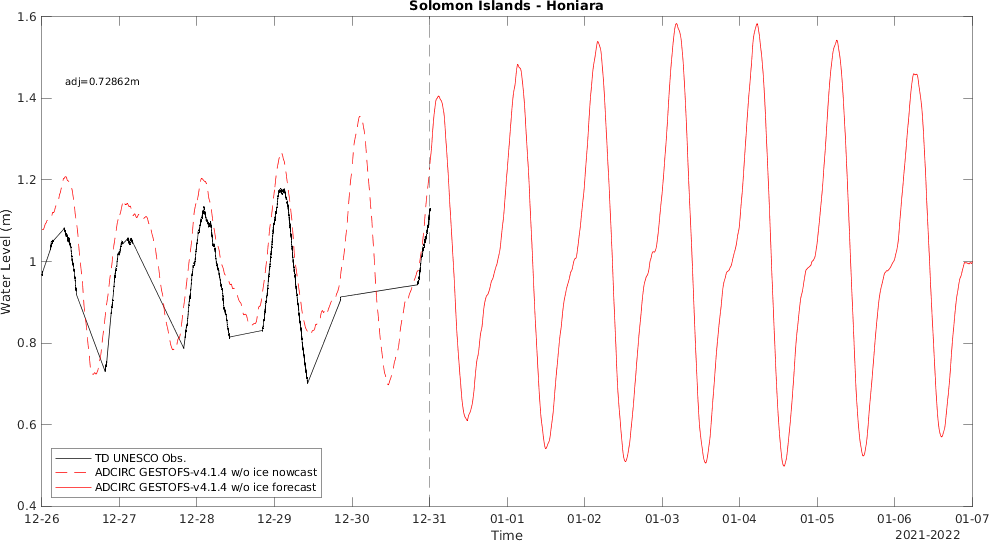 Solomon Islands - Honiara
1.6
1.4
1.2
1
0.8
0.6
0.4
Water Level (m)
adj=0.72862m
TD UNESCO Obs.
ADCIRC GESTOFS-v4.1.4 w/o ice nowcast
ADCIRC GESTOFS-v4.1.4 w/o ice forecast
12-26 12-27 12-28 12-29 12-30 12-31 01-01 01-02 01-03 01-04 01-05 01-06 01-07
Time
2021-2022